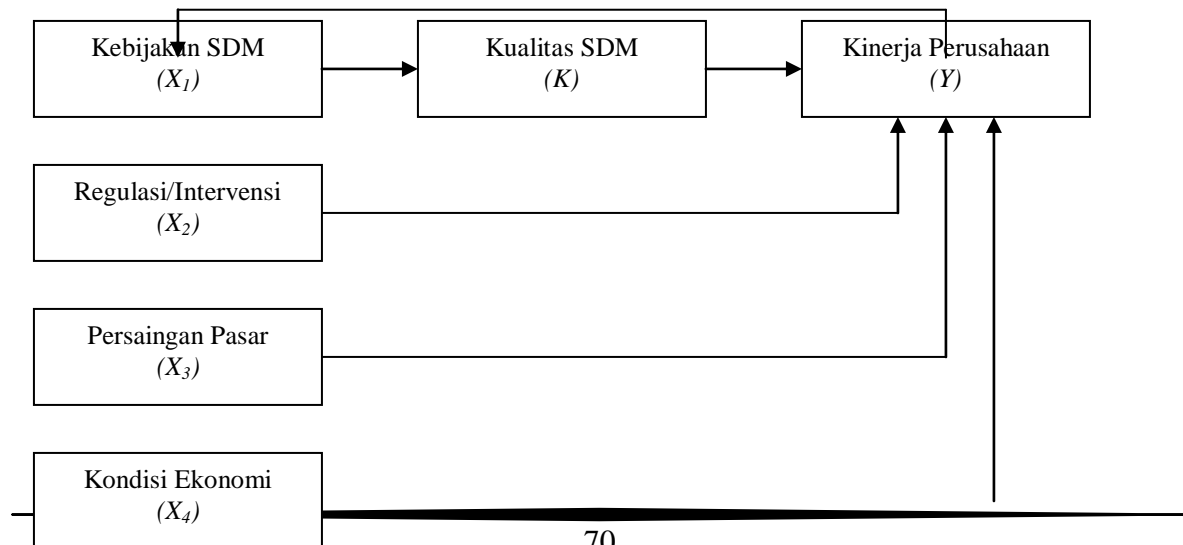 Kebijakan SDM
(X1)
Kualitas SDM
(K)
Kinerja Perusahaan
(Y)
Regulasi/Intervensi
(X2)
Persaingan Pasar
(X3)
Kondisi Ekonomi
(X4)
70